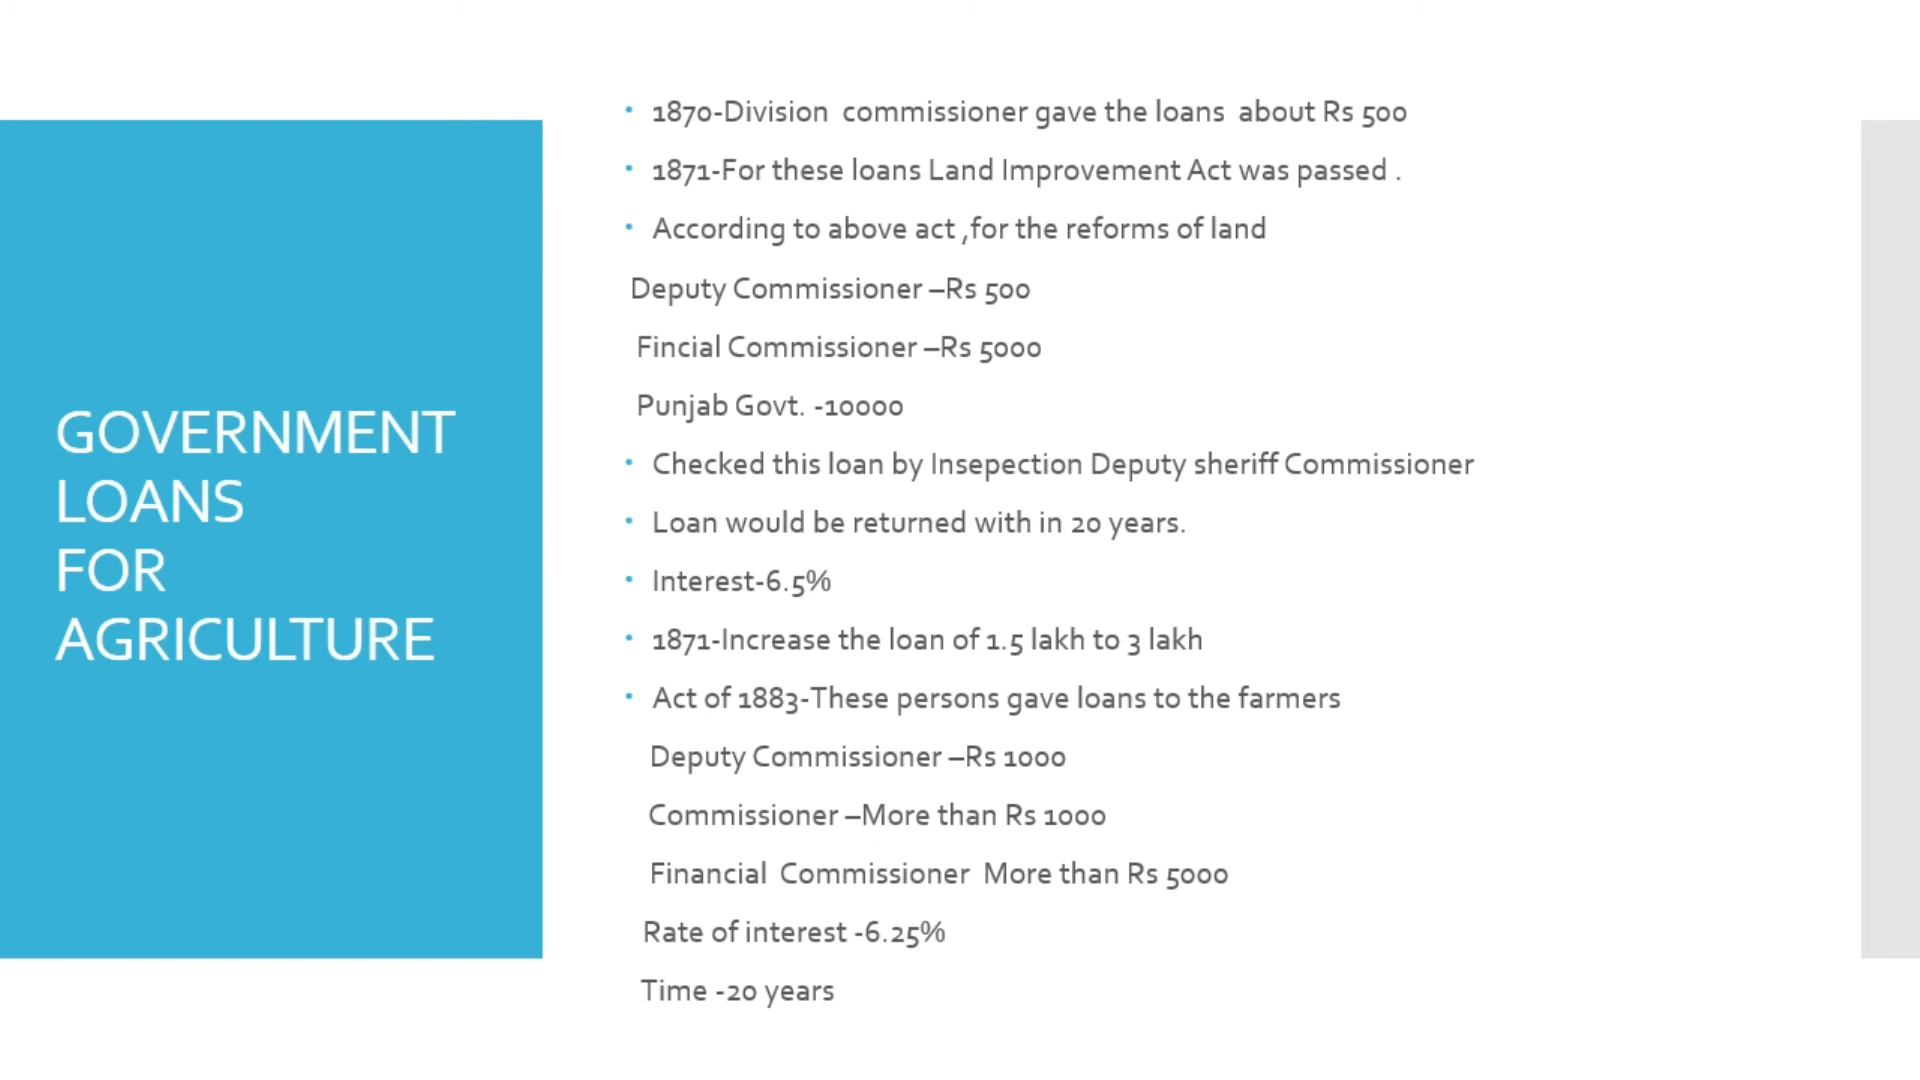 GOVERNMENT
LOANS
FOR
AGRICULTURE
1870-Division commissioner gave the loans about Rs 500
1871-For these loans Land Improvement Act was passed .
According to above act ,for the reforms of land
Deputy Commissioner –Rs 500
Fincial Commissioner –Rs 5000
Punjab Govt. -10000
Checked this loan by Insepection Deputy sheriff Commissioner
Loan would be returned with in 20 years.
Interest-6.5%
1871-Increase the loan of 1.5 lakh to 3 lakh
Act of 1883-These persons gave loans to the farmers
Deputy Commissioner –Rs 1000
Commissioner –More than Rs 1000
Financial Commissioner More than Rs 5000
Rate of interest -6.25%
Time -20 years